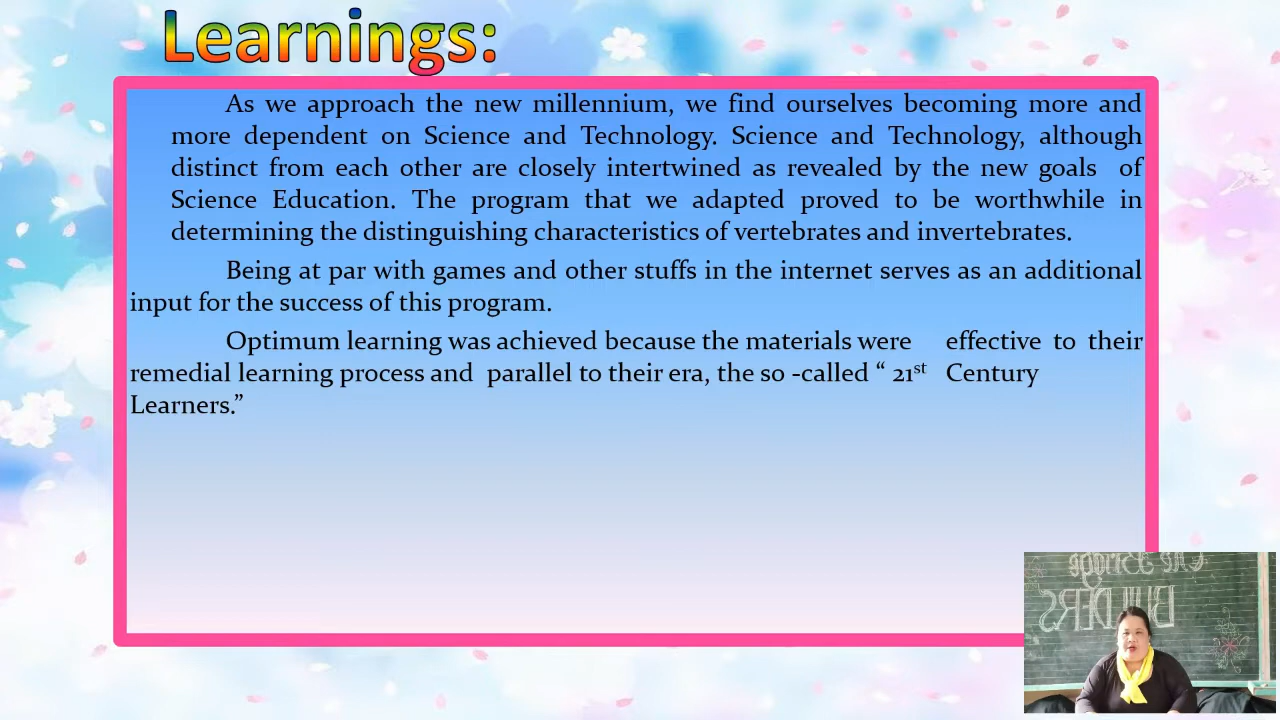 Learnings:
As we approach the new millennium, we find ourselves becoming more and
more dependent on Science and Technology. Science and Technology, although
distinct from each other are closely intertwined as revealed by the new goals of
Science Education. The program that we adapted proved to be worthwhile in
determining the distinguishing characteristics of vertebrates and invertebrates.
Being at par with games and other stuffs in the internet serves as an additional
input for the success of this program.
Optimum learning was achieved because the materials were effective to their
remedial learning process and parallel to their era, the so -called “ 21st Century
Learners.”
The Bridge
BUILDERS